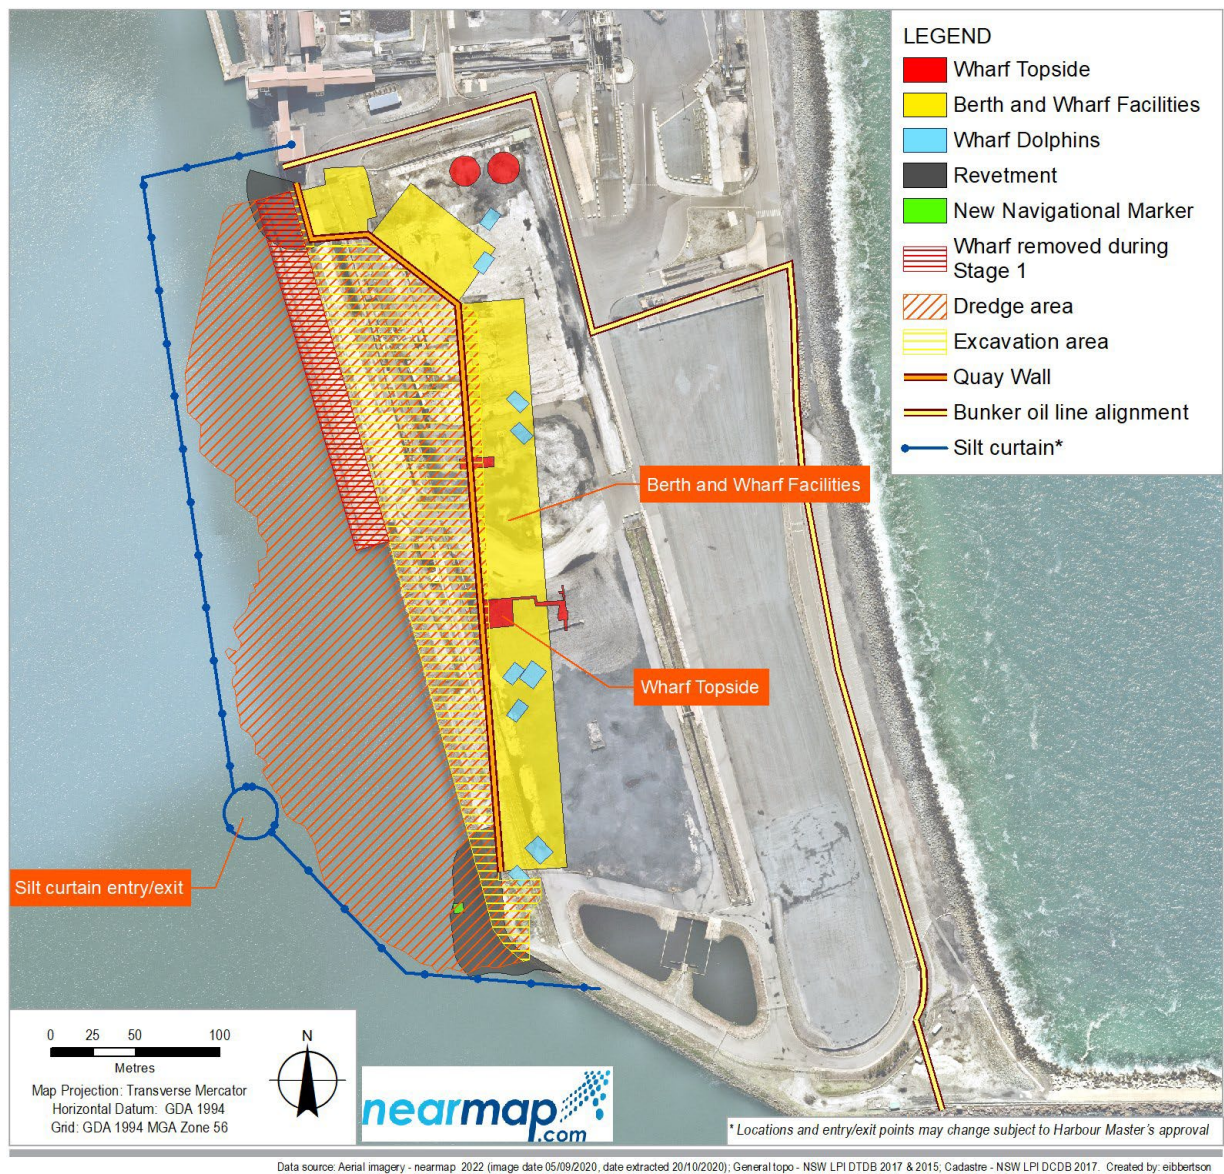 LEGEND
Wharf Topside
Berth and Wharf Facilities
Wharf Dolphins
Revetment
New Navigational Marker
Wharf removed during
Stage 1
Dredge area
Excavation area
Quay Wall
Bunker oil line alignment
Silt curtain*
Berth and Wharf Facilities
Wharf Topside
Silt curtain entry/exit
0 25 50 100
Metres
Map Projection: Transverse Mercator
Horizontal Datum: GDA 1994
Grid: GDA 1994 MGA Zone 56
N
nearmap
.com
* Locations and entry/exit points may change subject to Harbour Master's approval
Data source: Aerial imagery - nearmap 2022 (image date 05/09/2020, date extracted 20/10/2020); General topo - NSW LPI DTDB 2017 & 2015; Cadastre - NSW LPI DCDB 2017. Created by: eibbertson